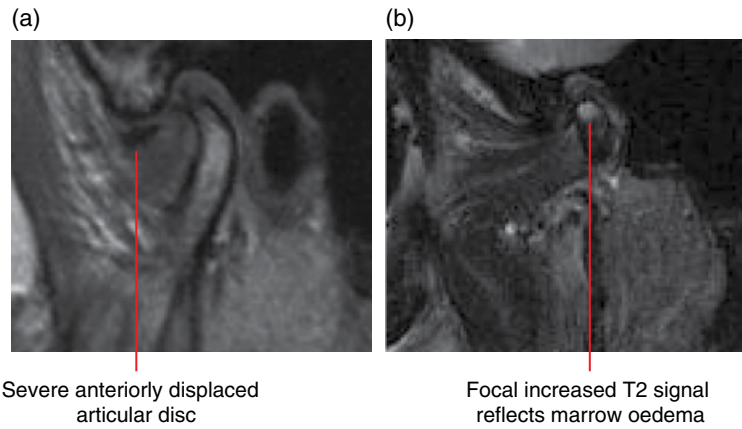 (a)
(b)
Severe anteriorly displaced
articular disc
Focal increased T2 signal
reflects marrow oedema